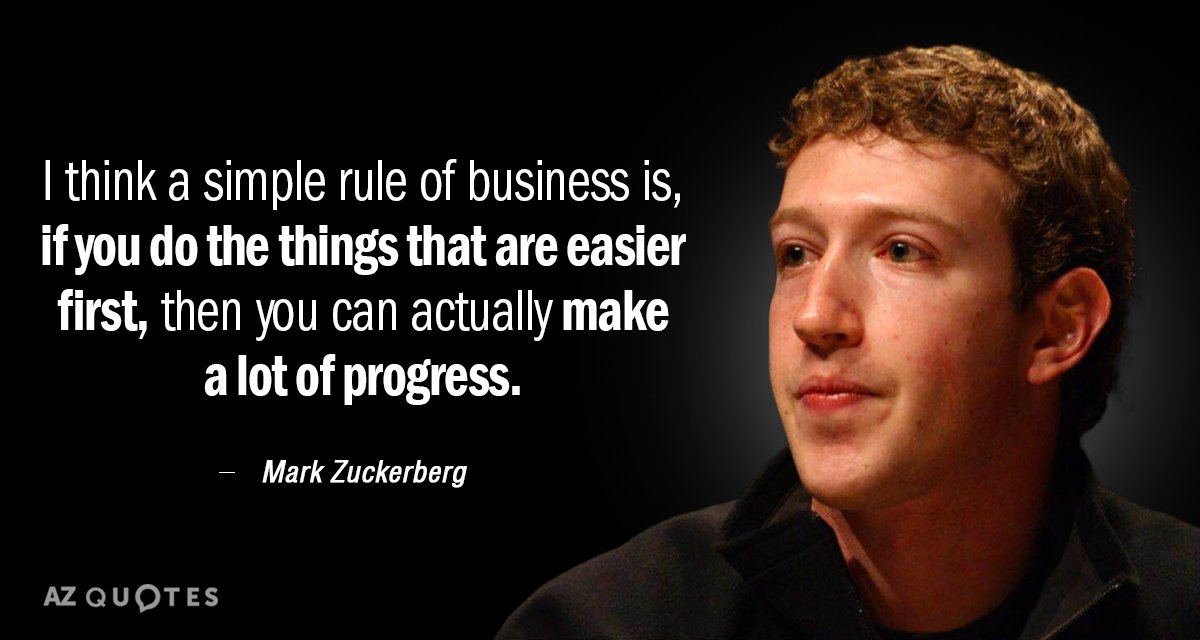 I think a simple rule of business is,
if you do the things that are easier
first, then you can actually make
a lot of progress.
– Mark Zuckerberg
AZ QUOTES